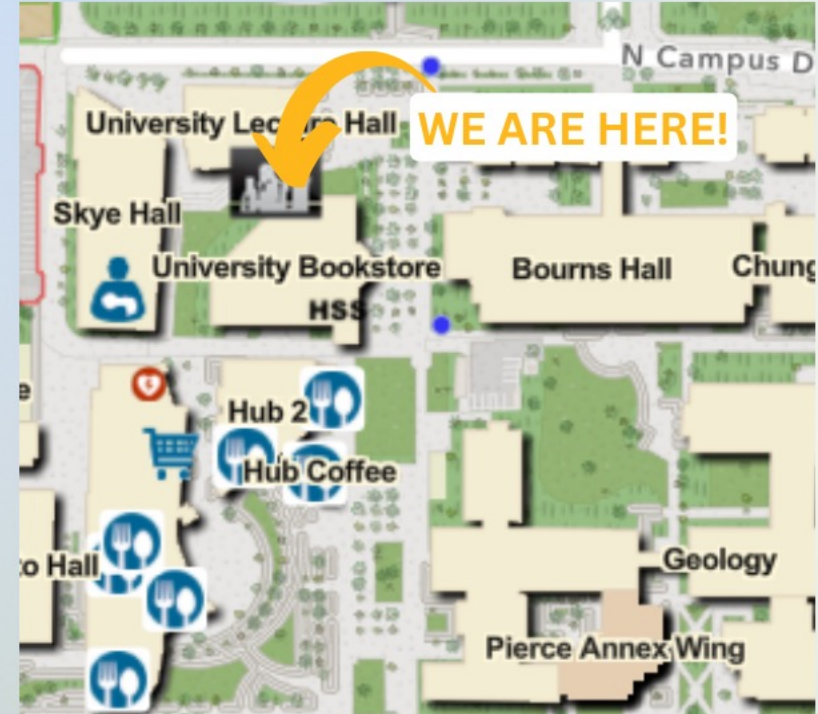 N Campus D
University Lecture Hall
WE ARE HERE!
Skye Hall
University Bookstore
Bourns Hall
Chung
HSS
e
Hub 2
Hub Coffee
to Hall
Geology
Pierce Annex Wing